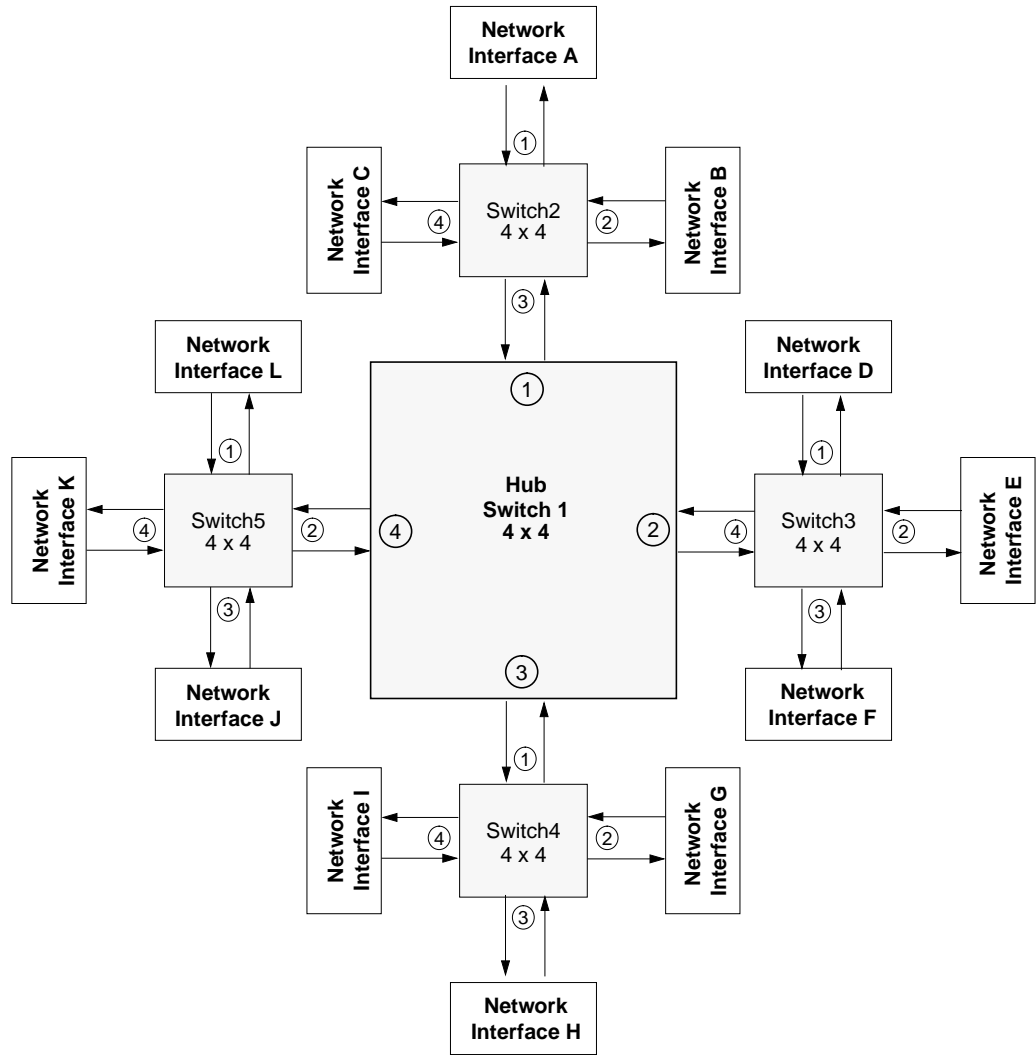 Network
Interface A
1
Network
Interface C
Network
Interface B
Switch2
4 x 4
4
2
3
Network
Interface L
Network
Interface D
1
1
1
Network
Interface K
Hub
Switch 1
4 x 4
Network
Interface E
Switch5
4 x 4
Switch3
4 x 4
4
2
4
2
4
2
3
3
Network
Interface J
3
Network
Interface F
1
Network
Interface I
Network
Interface G
Switch4
4 x 4
4
2
3
Network
Interface H